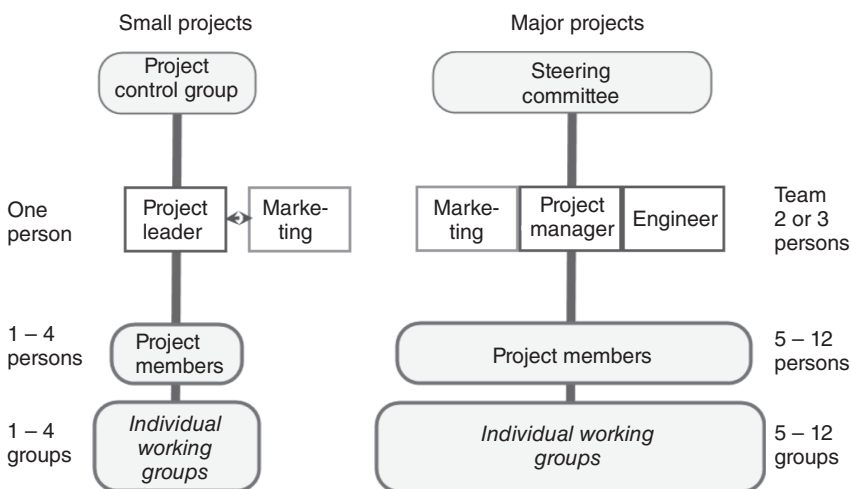 Small projects
Major projects
Project
control group
Steering
committee
One
person
Project
leader
Marke-
ting
Marke-
ting
Project
manager
Engineer
Team
2 or 3
persons
1 – 4
persons
Project
members
Project members
5 – 12
persons
1 – 4
groups
Individual
working
groups
Individual working
groups
5 – 12
groups